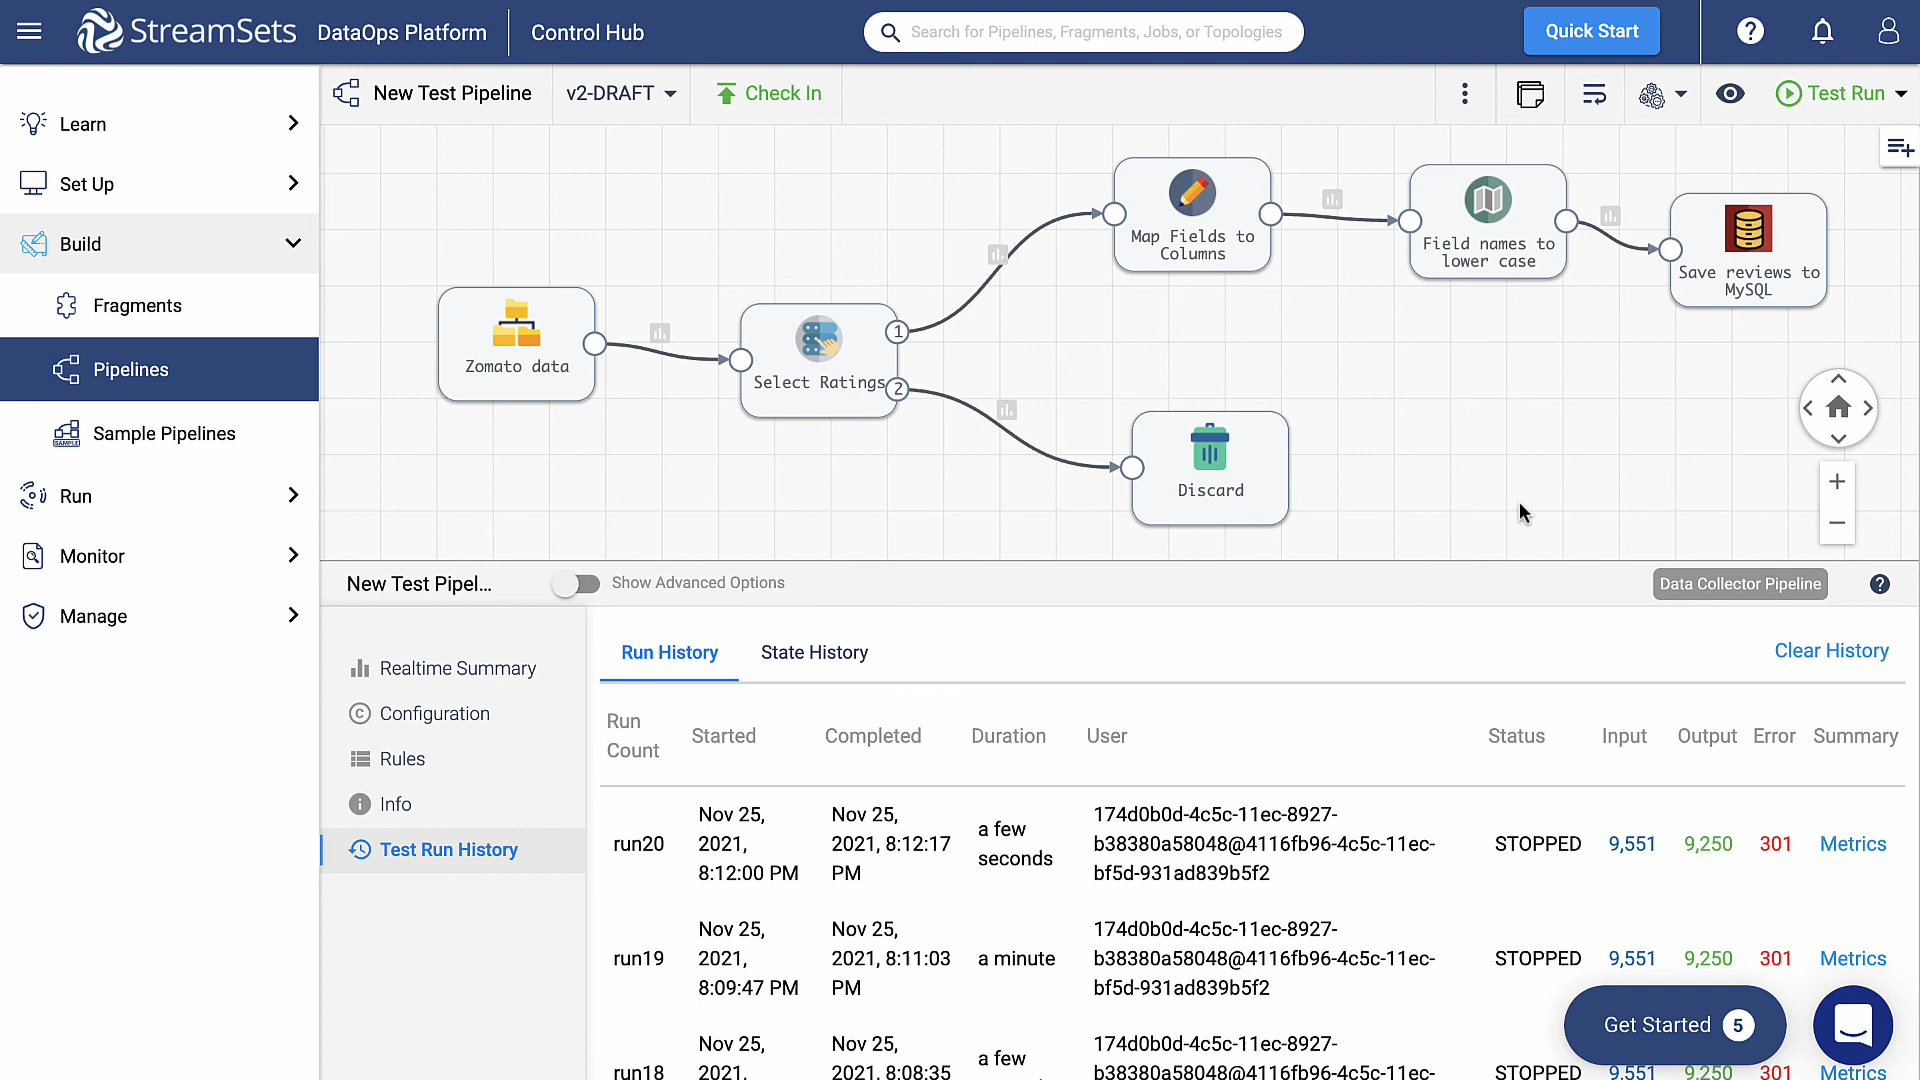 StreamSets DataOps Platform Control Hub
Search for Pipelines, Fragments, Jobs, or Topologies
Quick Start
New Test Pipeline
v2-DRAFT
Check In
Test Run
Learn
Set Up
Build
Fragments
Pipelines
SAMPLE
Sample Pipelines
Run
Monitor
Manage
Zomato data
Select Ratings
1
2
Map Fields to
Columns
Field names to
lower case
Save reviews to
MySQL
Discard
New Test Pipel...
Show Advanced Options
Data Collector Pipeline
Realtime Summary
Configuration
Rules
Info
Test Run History
Run History
State History
Clear History
Run
Count
Started
Completed
Duration
User
Status
Input
Output
Error
Summary
run20
Nov 25,
2021,
8:12:00 PM
Nov 25,
2021, 8:12:17
PM
a few
seconds
174d0b0d-4c5c-11ec-8927-
b38380a58048@4116fb96-4c5c-11ec-
bf5d-931ad839b5f2
STOPPED
9,551
9,250
301
Metrics
run19
Nov 25,
2021,
8:09:47 PM
Nov 25,
2021, 8:11:03
PM
a minute
174d0b0d-4c5c-11ec-8927-
b38380a58048@4116fb96-4c5c-11ec-
bf5d-931ad839b5f2
STOPPED
9,551
9,250
301
Metrics
run18
Nov 25,
2021,
Nov 25,
2021, 8:08:35
a few
174d0b0d-4c5c-11ec-8927-
b38380a58048@4116fb96-4c5c-11ec-
STOPPED
9,551
9,250
301
Metrics
Get Started 5